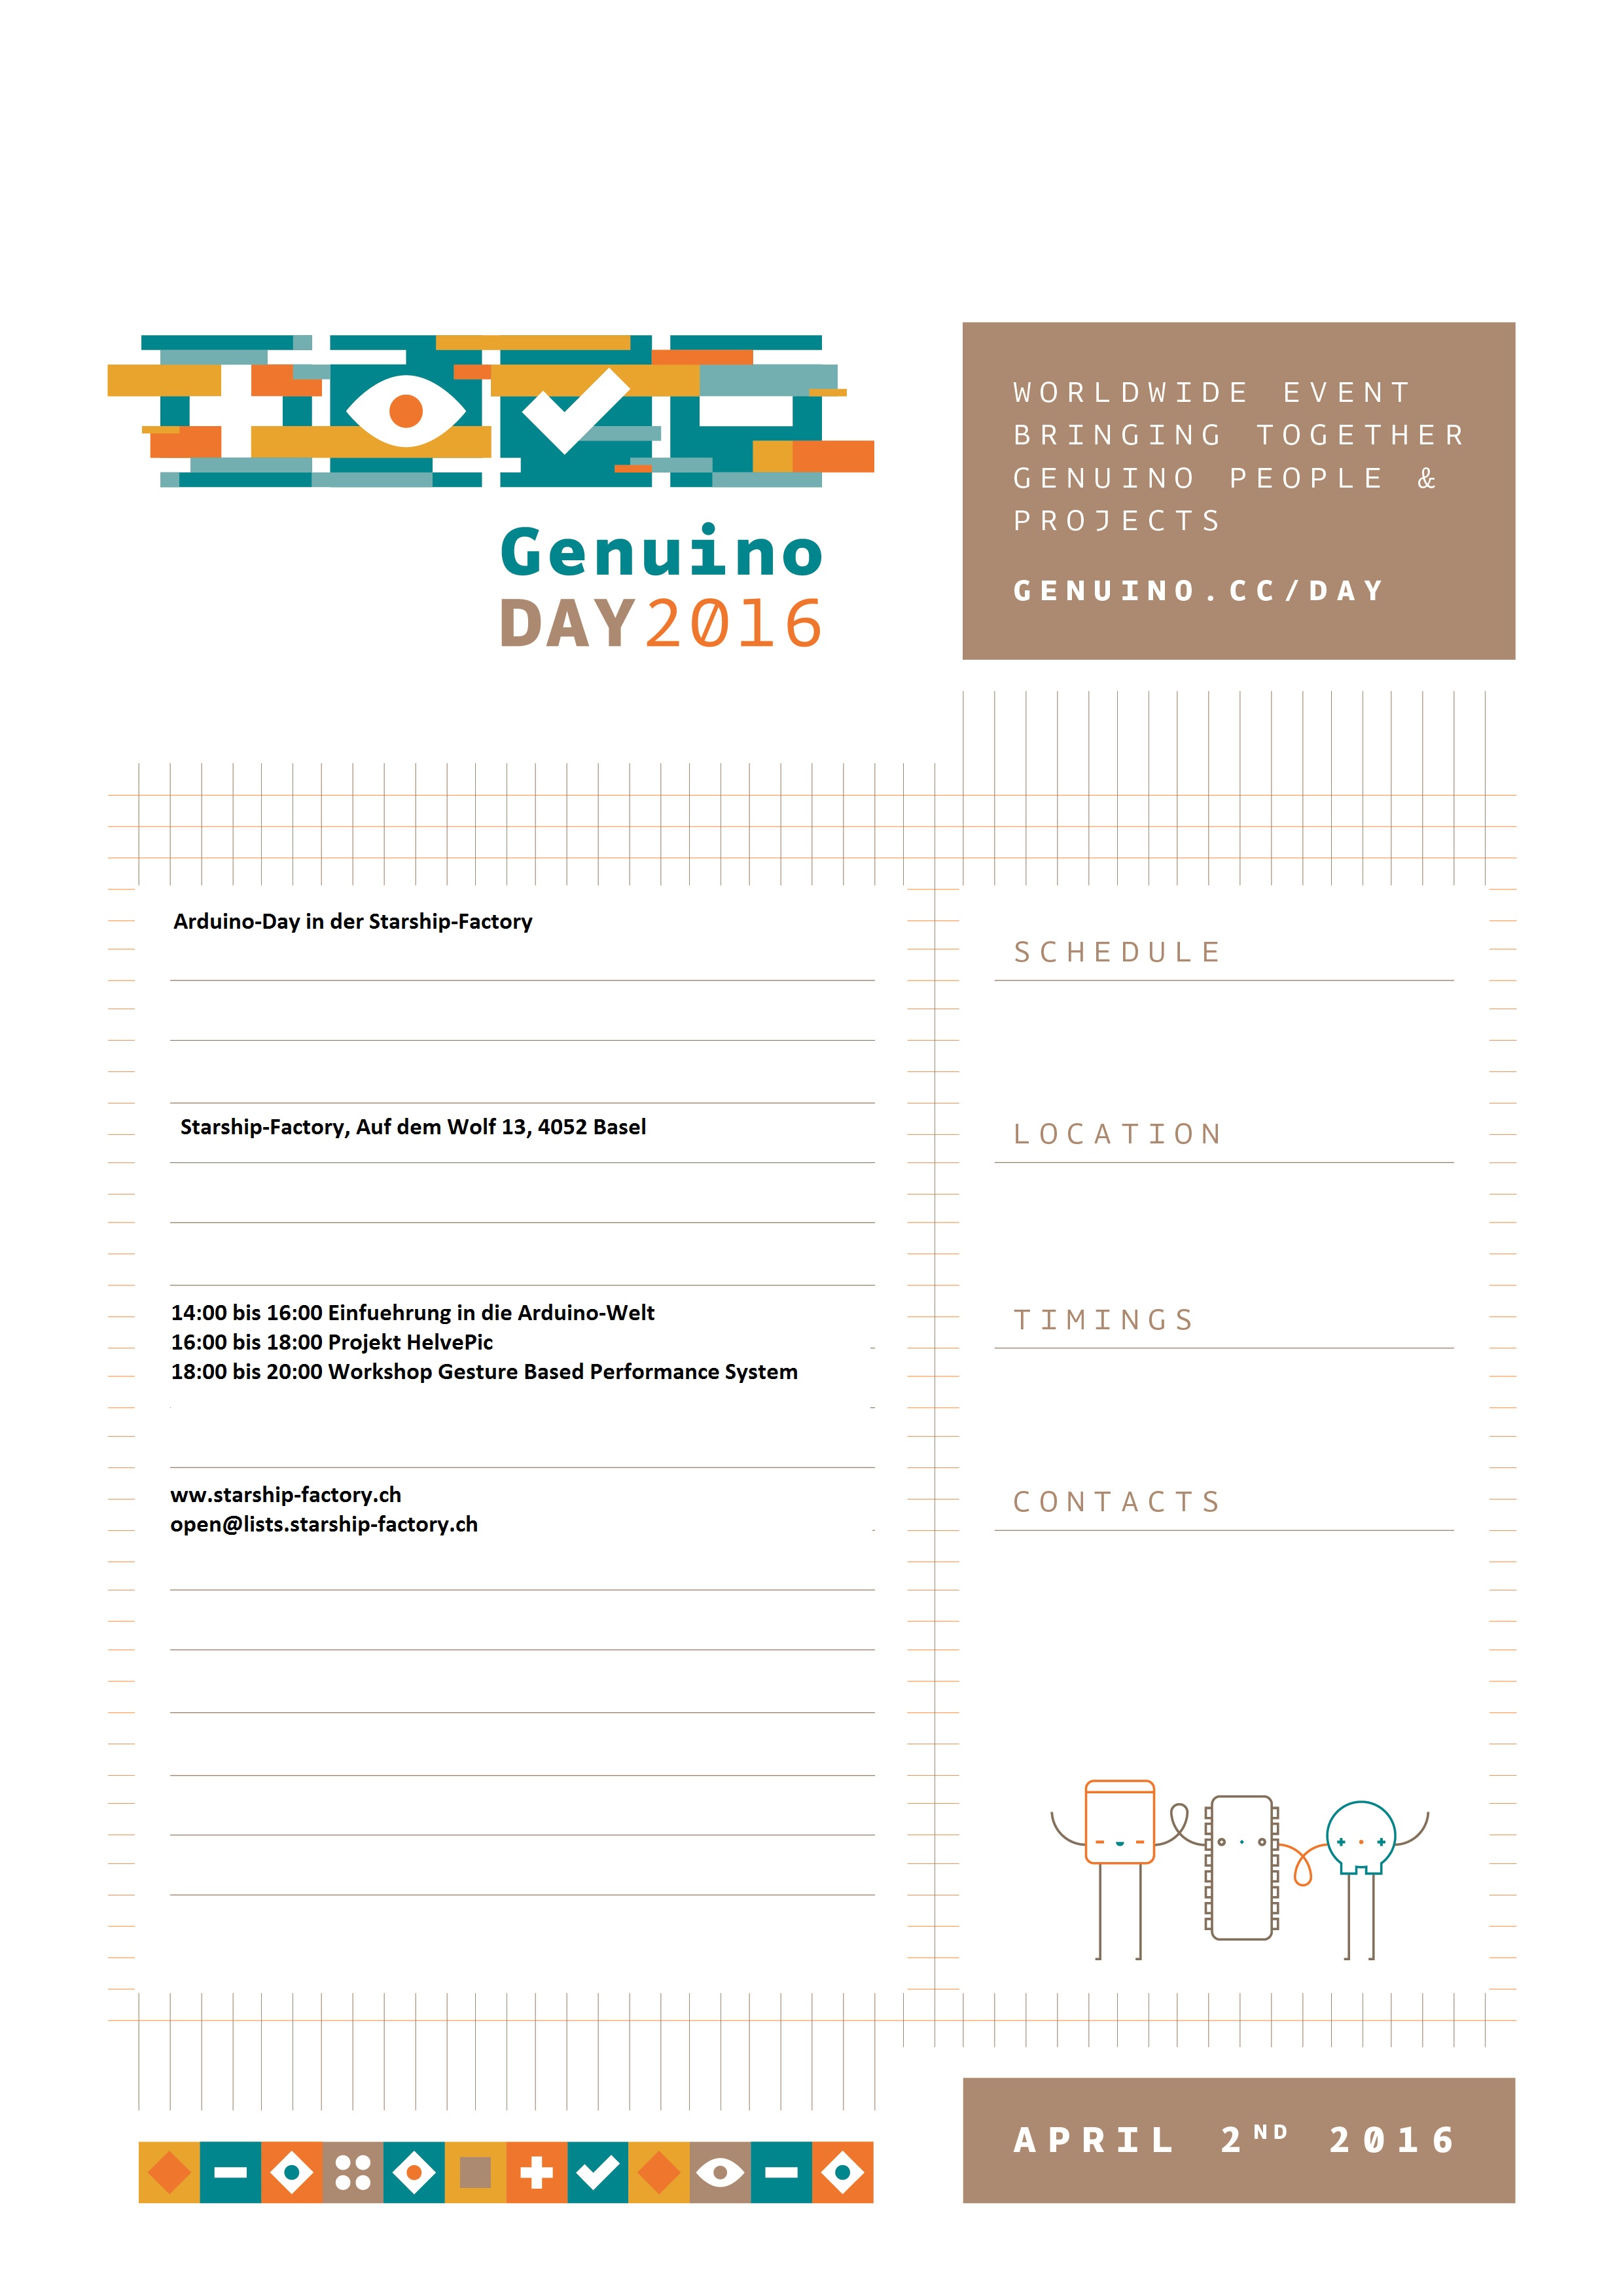 Genuino
DAY2016
WORLDWIDE EVENT
BRINGING TOGETHER
GENUINO PEOPLE &
PROJECTS
GENUINO.CC/DAY
Arduino-Day in der Starship-Factory
SCHEDULE
Starship-Factory, Auf dem Wolf 13, 4052 Basel
LOCATION
14:00 bis 16:00 Einfuehrung in die Arduino-Welt
16:00 bis 18:00 Projekt HelvePic
18:00 bis 20:00 Workshop Gesture Based Performance System
TIMINGS
ww.starship-factory.ch
open@lists.starship-factory.ch
CONTACTS
APRIL 2ND 2016